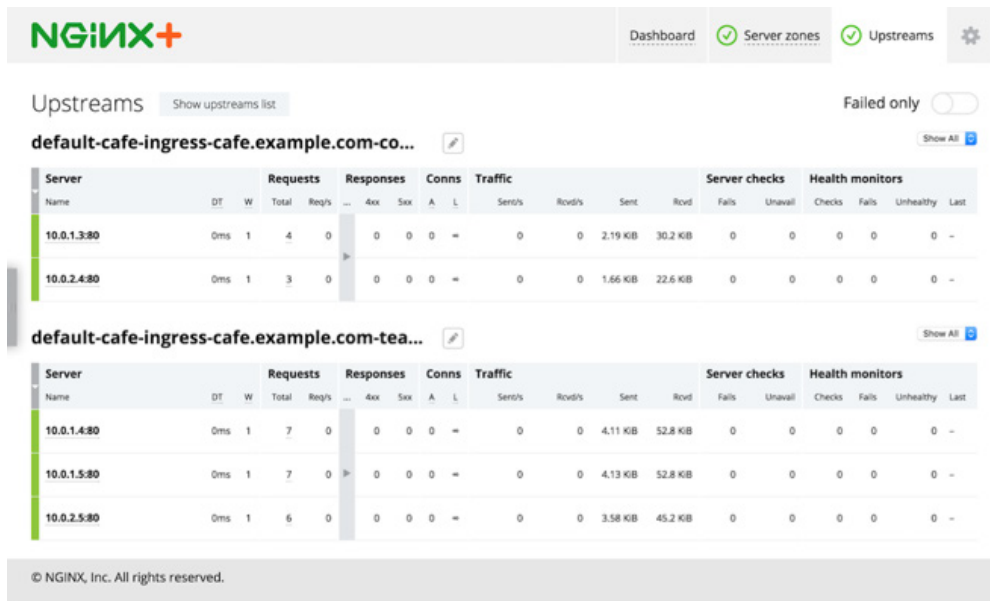 NGiNX+
Dashboard Server zones Upstreams
Upstreams Show upstreams list Failed only
default-cafe-ingress-cafe.example.com-co...
Show All
Server Requests Responses Conns Traffic Server checks Health monitors
Name DT W Total Req/s ... 4xx 5xx A L Sent/s Rcvd/s Sent Rcvd Fails Unavail Checks Fails Unhealthy Last
10.0.1.3:80 0ms 1 4 0 0 0 0 ∞ 0 0 2.19 KiB 30.2 KiB 0 0 0 0 0 –
10.0.2.4:80 0ms 1 3 0 0 0 0 ∞ 0 0 1.66 KiB 22.6 KiB 0 0 0 0 0 –
default-cafe-ingress-cafe.example.com-tea...
Show All
Server Requests Responses Conns Traffic Server checks Health monitors
Name DT W Total Req/s ... 4xx 5xx A L Sent/s Rcvd/s Sent Rcvd Fails Unavail Checks Fails Unhealthy Last
10.0.1.4:80 0ms 1 7 0 0 0 0 ∞ 0 0 4.11 KiB 52.8 KiB 0 0 0 0 0 –
10.0.1.5:80 0ms 1 7 0 0 0 0 ∞ 0 0 4.13 KiB 52.8 KiB 0 0 0 0 0 –
10.0.2.5:80 0ms 1 6 0 0 0 0 ∞ 0 0 3.58 KiB 45.2 KiB 0 0 0 0 0 –
© NGINX, Inc. All rights reserved.